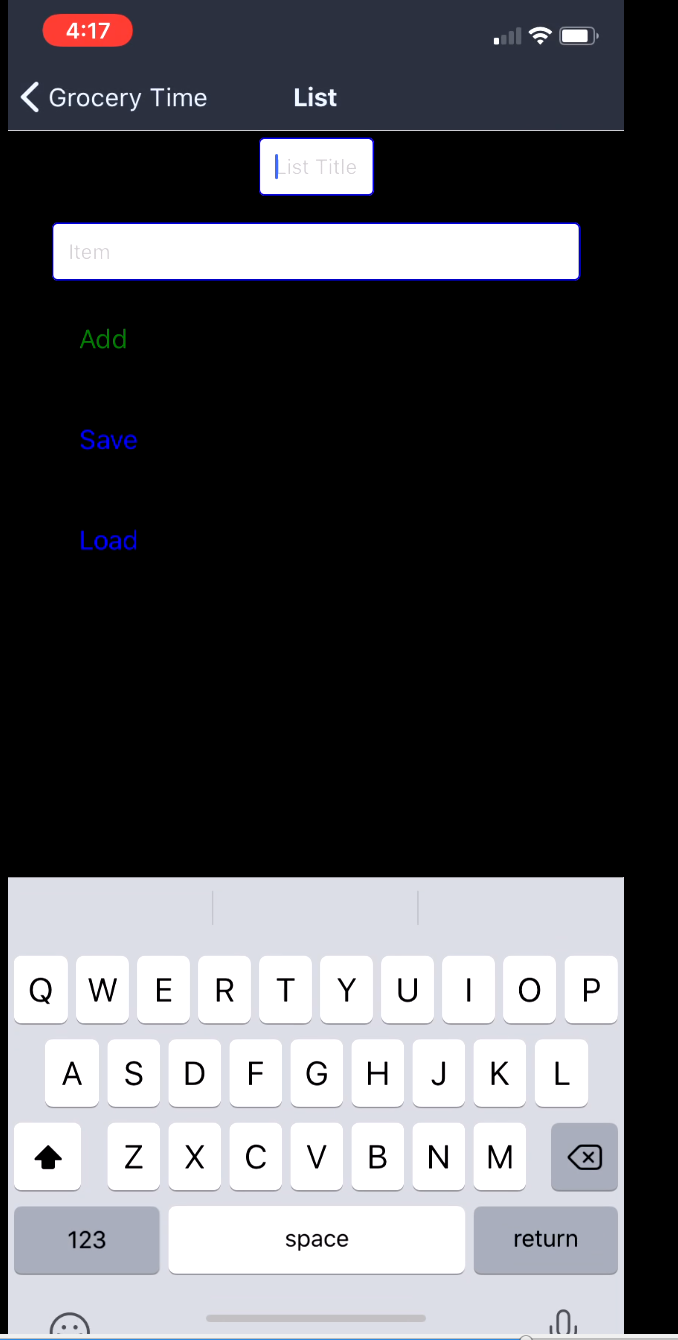 4:17
Grocery Time
List
List Title
Item
Add
Save
Load
Q W E R T Y U I O P
A S D F G H J K L
Z X C V B N M
123 space return